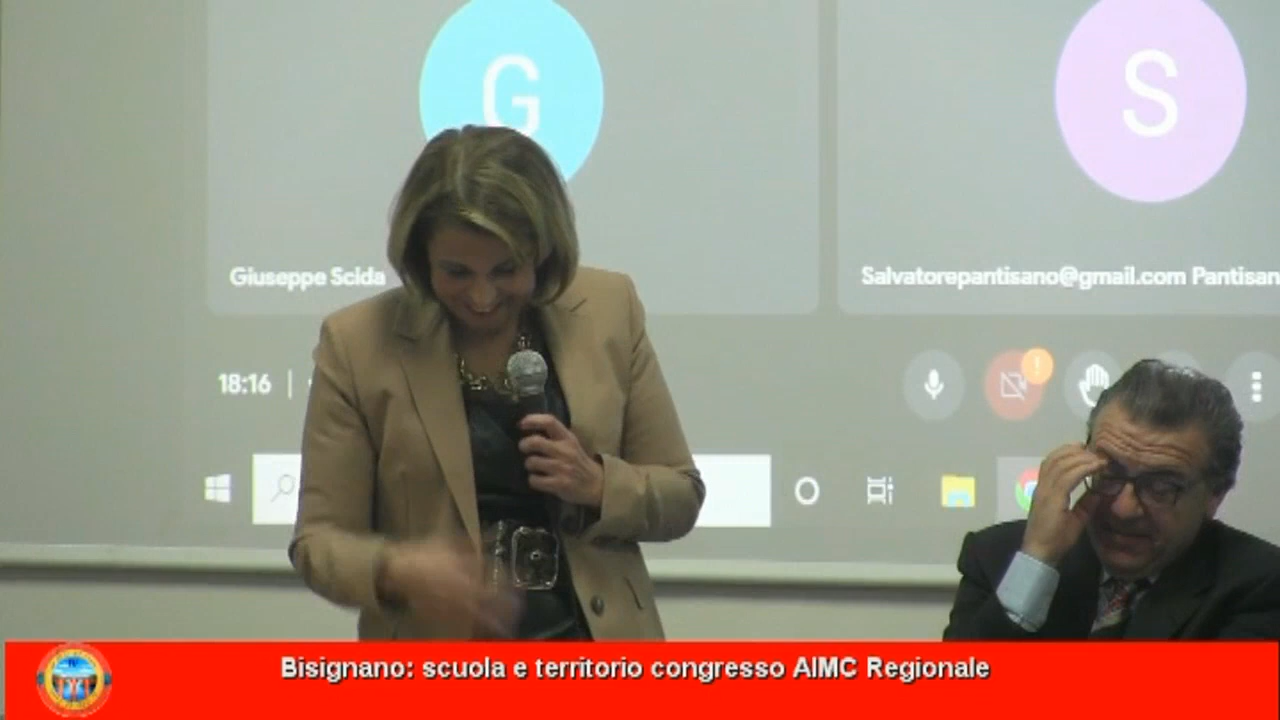 G
S
Giuseppe Scida
Salvatorepantisano@gmail.com Pantisan
18:16 |
Bisignano: scuola e territorio congresso AIMC Regionale